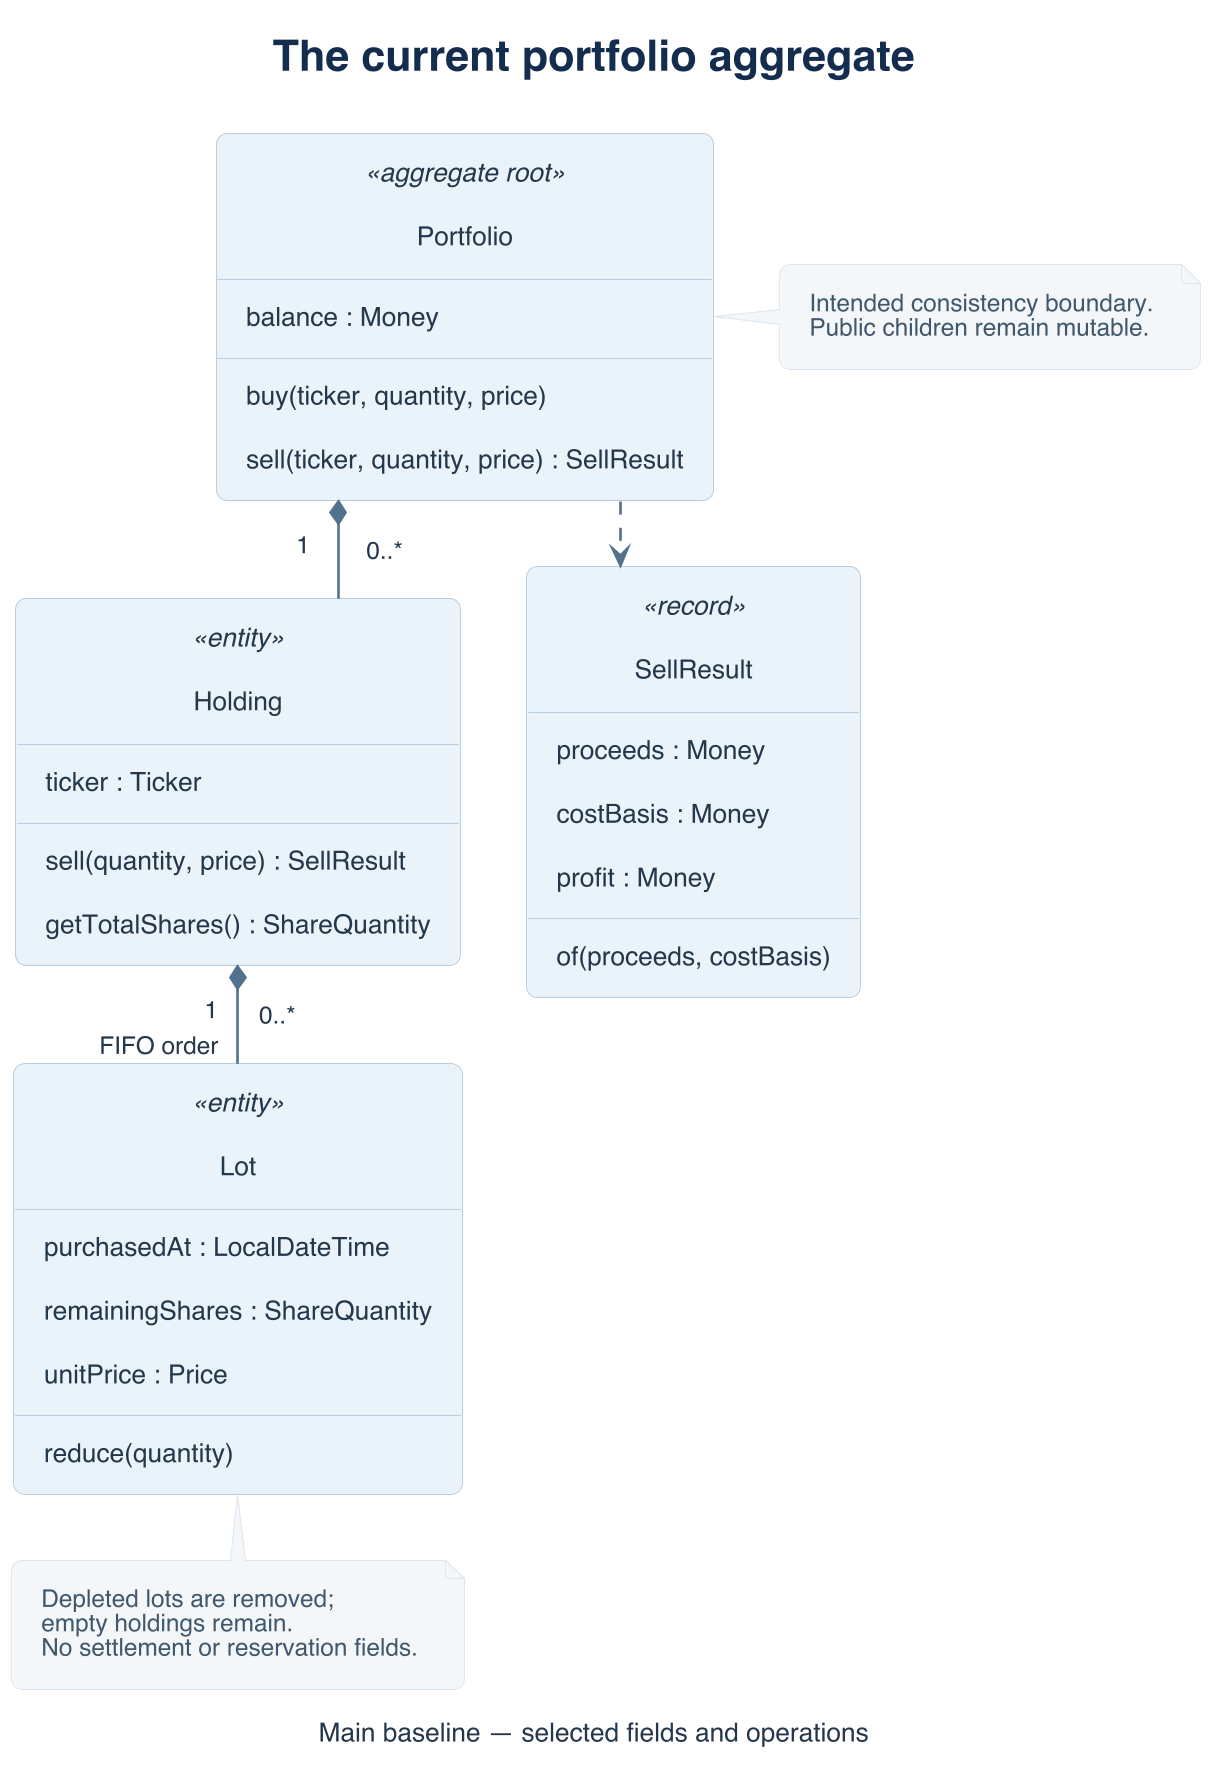 The current portfolio aggregate
«aggregate root»
Portfolio
balance : Money
buy(ticker, quantity, price)
sell(ticker, quantity, price) : SellResult
Intended consistency boundary.
Public children remain mutable.
1
0..*
«entity»
Holding
ticker : Ticker
sell(quantity, price) : SellResult
getTotalShares() : ShareQuantity
«record»
SellResult
proceeds : Money
costBasis : Money
profit : Money
of(proceeds, costBasis)
1
0..*
FIFO order
«entity»
Lot
purchasedAt : LocalDateTime
remainingShares : ShareQuantity
unitPrice : Price
reduce(quantity)
Depleted lots are removed;
empty holdings remain.
No settlement or reservation fields.
Main baseline — selected fields and operations